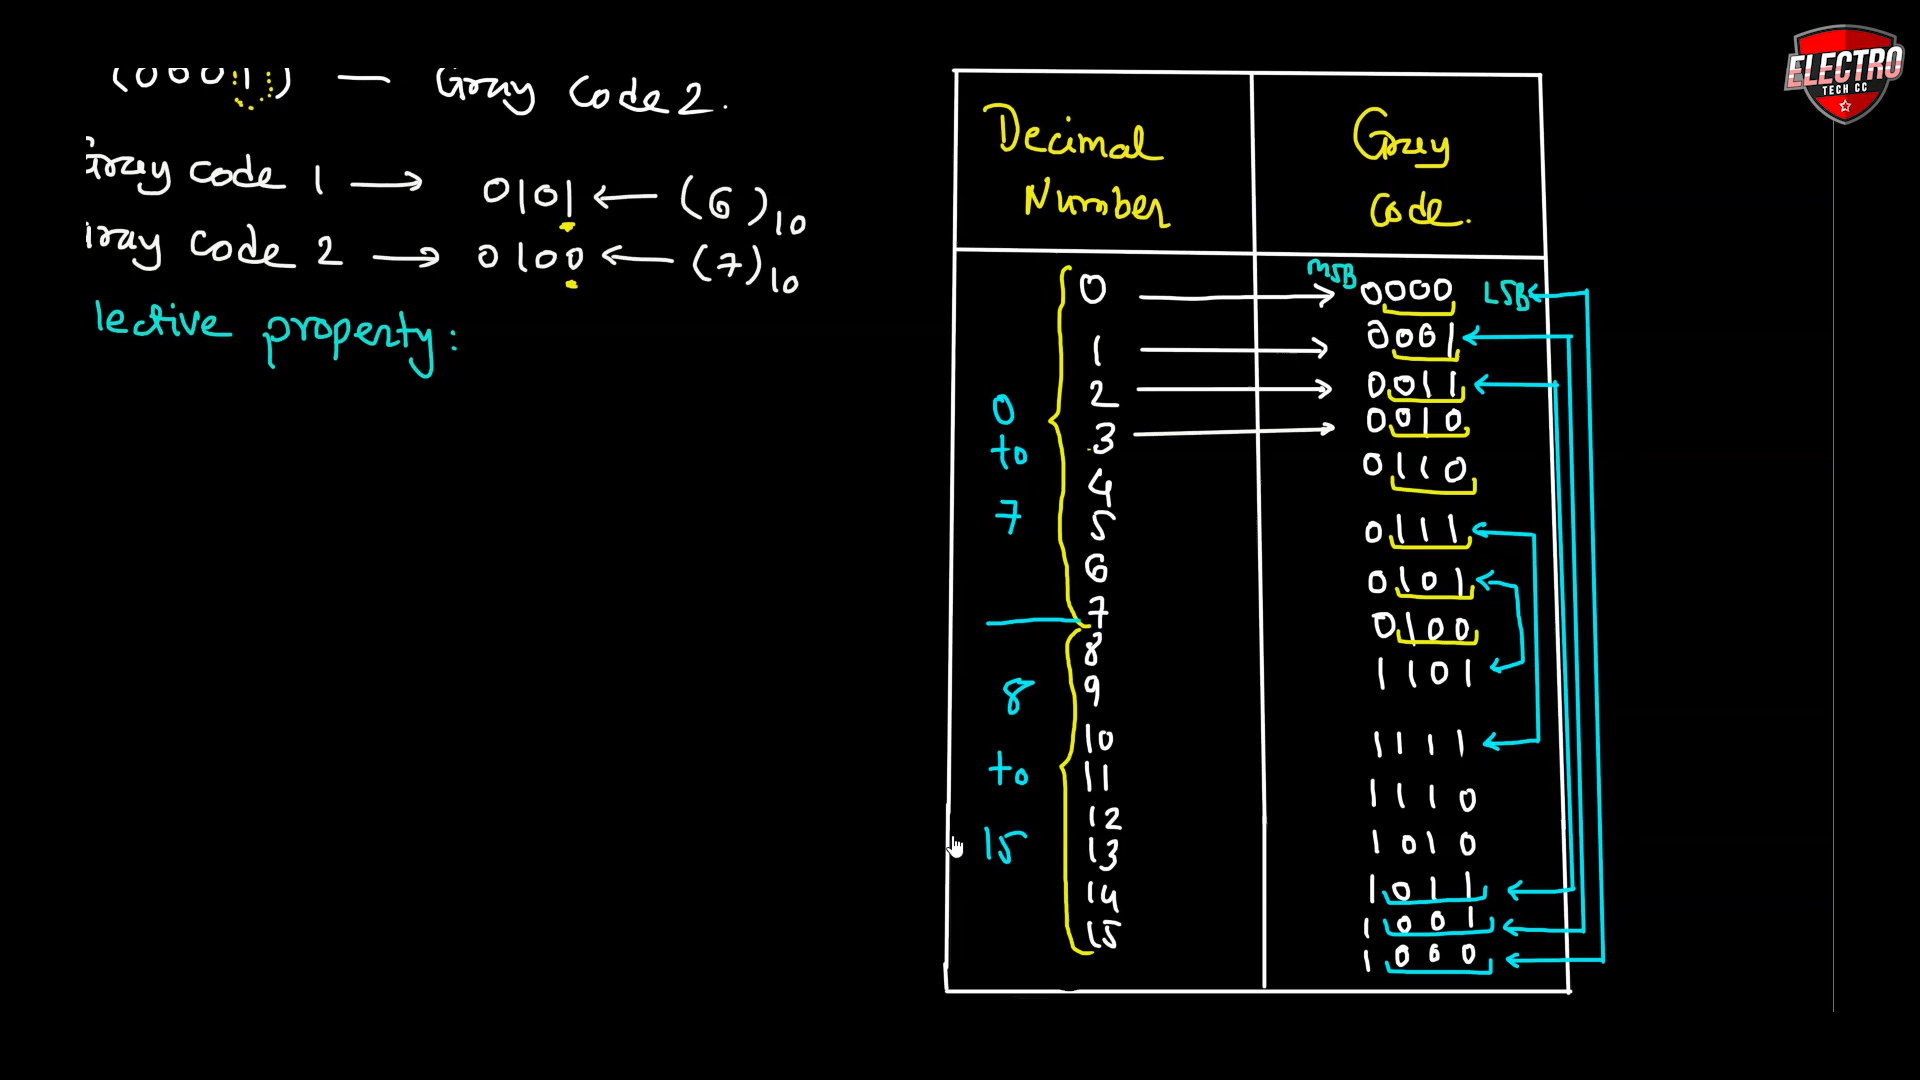 (0001) — Gray Code 2.
Gray code 1 → 0101 ← (6)10
Gray code 2 → 0100 ← (7)10
lective property:
Decimal Number
Gray Code.
0 to 7
8 to 15
0 → MSB 0000 LSB
1 → 0001
2 → 0011
3 → 0010
4 0110
5 0111
6 0101
7 0100
8 1101
9
10 1111
11 1110
12
13 1010
14 1011
15 1001
1000
ELECTRO
TECH CC